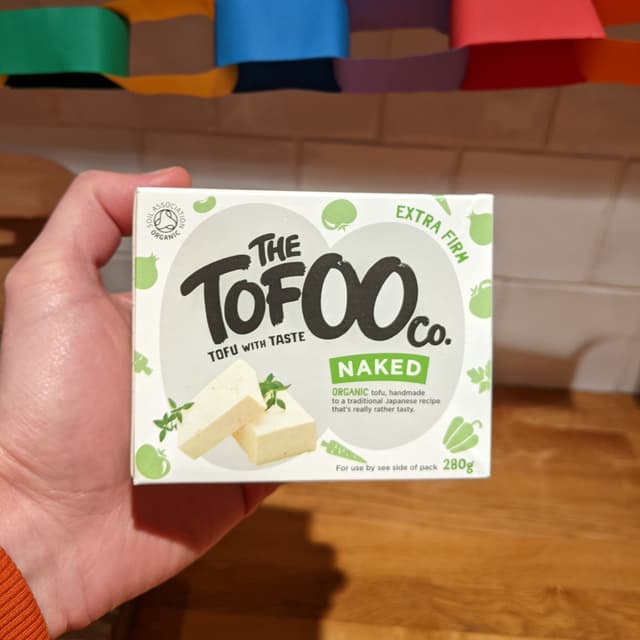 SOIL ASSOCIATION
ORGANIC
EXTRA FIRM
THE
TOFOO CO.
TOFU WITH TASTE
NAKED
ORGANIC tofu, handmade
to a traditional Japanese recipe
that's really rather tasty.
For use by see side of pack 280g